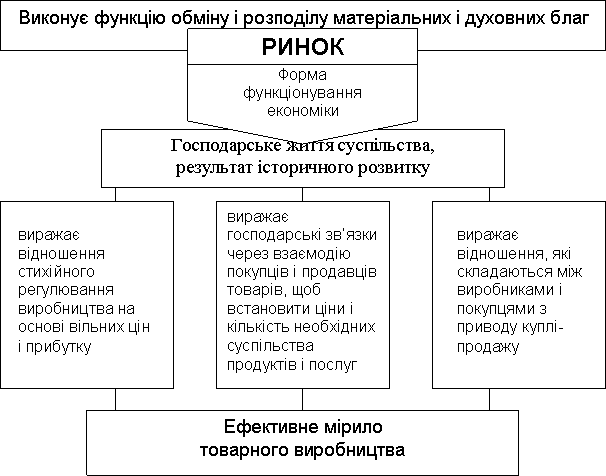 Виконує функцію обміну і розподілу матеріальних і духовних благ
РИНОК
Форма
функціонування
економіки
Господарське життя суспільства,
результат історичного розвитку
виражає
відношення
стихійного
регулювання
виробництва на
основі вільних цін
і прибутку
виражає
господарські зв'язки
через взаємодію
покупців і продавців
товарів, щоб
встановити ціни і
кількість необхідних
суспільства
продуктів і послуг
виражає
відношення, які
складаються між
виробниками і
покупцями з
приводу куплі-
продажу
Ефективне мірило
товарного виробництва